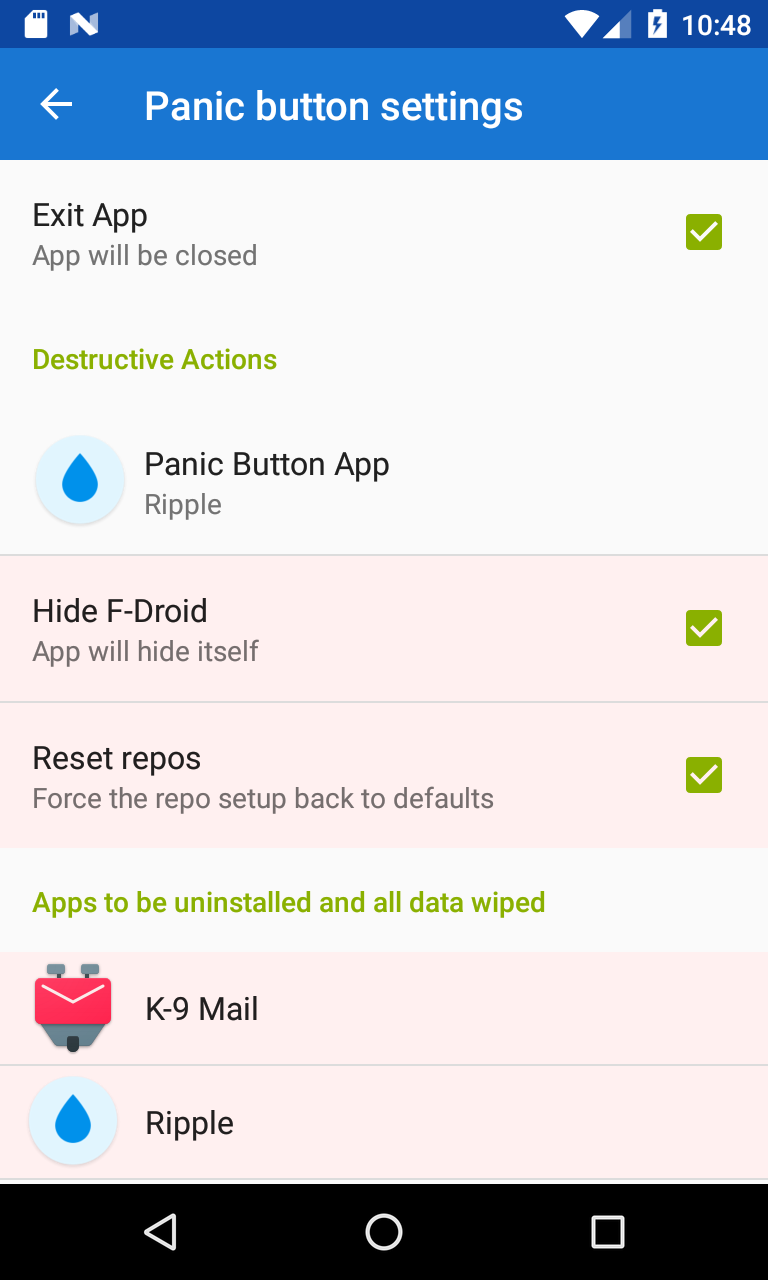 10:48
Panic button settings
Exit App
App will be closed
Destructive Actions
Panic Button App
Ripple
Hide F-Droid
App will hide itself
Reset repos
Force the repo setup back to defaults
Apps to be uninstalled and all data wiped
K-9 Mail
Ripple